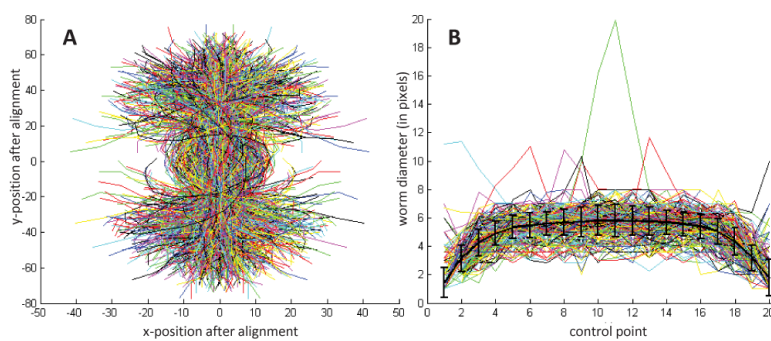 A
y-position after alignment
80
60
40
20
0
-20
-40
-60
-80
-50 -40 -30 -20 -10 0 10 20 30 40 50
x-position after alignment
B
worm diameter (in pixels)
20
18
16
14
12
10
8
6
4
2
0
0 2 4 6 8 10 12 14 16 18 20
control point